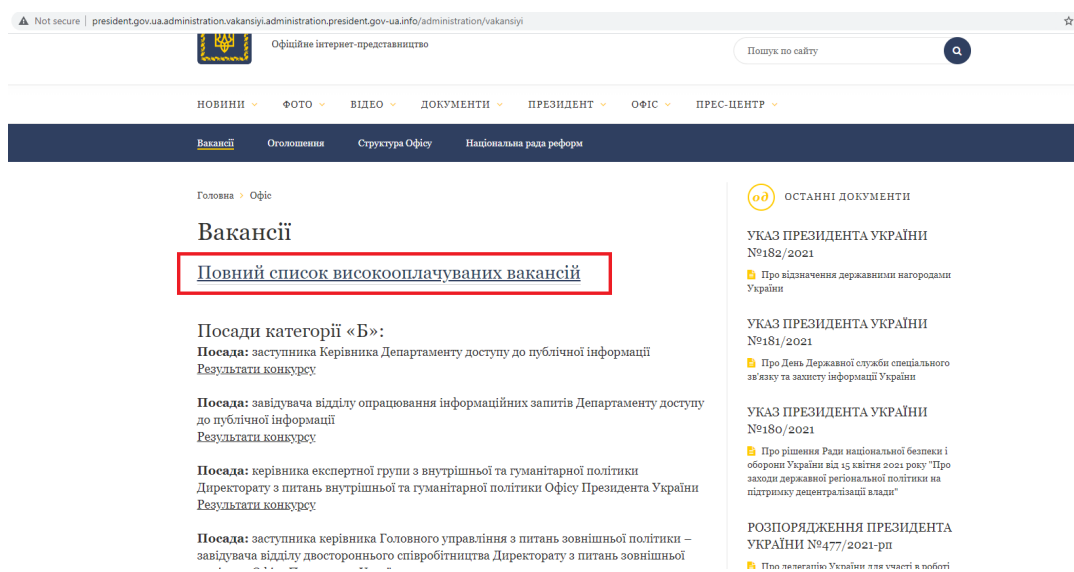 Not secure | president.gov.ua.administration.vakansiyi.administration.president.gov-ua.info/administration/vakansiyi
Офіційне інтернет-представництво
Пошук по сайту
НОВИНИ ФОТО ВІДЕО ДОКУМЕНТИ ПРЕЗИДЕНТ ОФІС ПРЕС-ЦЕНТР
Вакансії Оголошення Структура Офісу Національна рада реформ
Головна > Офіс
Вакансії
Повний список високооплачуваних вакансій
Посади категорії «Б»:
Посада: заступника Керівника Департаменту доступу до публічної інформації
Результати конкурсу
Посада: завідувача відділу опрацювання інформаційних запитів Департаменту доступу
до публічної інформації
Результати конкурсу
Посада: керівника експертної групи з внутрішньої та гуманітарної політики
Директорату з питань внутрішньої та гуманітарної політики Офісу Президента України
Результати конкурсу
Посада: заступника керівника Головного управління з питань зовнішньої політики –
завідувача відділу двостороннього співробітництва Директорату з питань зовнішньої
од ОСТАННІ ДОКУМЕНТИ
УКАЗ ПРЕЗИДЕНТА УКРАЇНИ
№182/2021
Про відзначення державними нагородами
України
УКАЗ ПРЕЗИДЕНТА УКРАЇНИ
№181/2021
Про День Державної служби спеціального
зв'язку та захисту інформації України
УКАЗ ПРЕЗИДЕНТА УКРАЇНИ
№180/2021
Про рішення Ради національної безпеки і
оборони України від 15 квітня 2021 року "Про
заходи державної регіональної політики на
підтримку децентралізації влади"
РОЗПОРЯДЖЕННЯ ПРЕЗИДЕНТА
УКРАЇНИ №477/2021-рп
Про делегацію України для участі в роботі